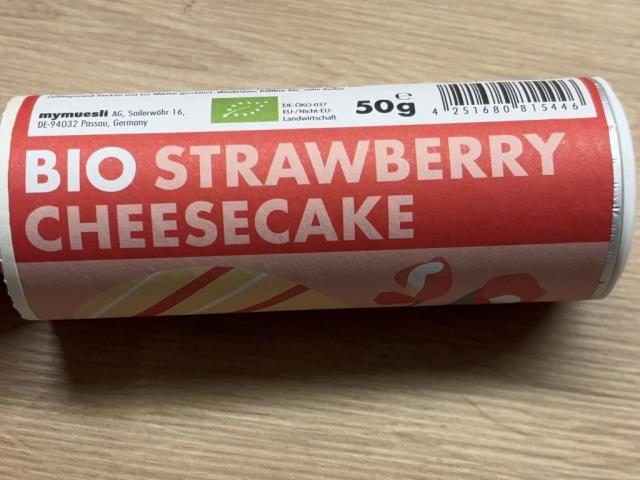 mymuesli AG, Sailerwöhr 16,
DE-94032 Passau, Germany
DE-ÖKO-037
EU-/Nicht-EU-
Landwirtschaft
50g e
4 251680 815446
BIO STRAWBERRY
CHEESECAKE